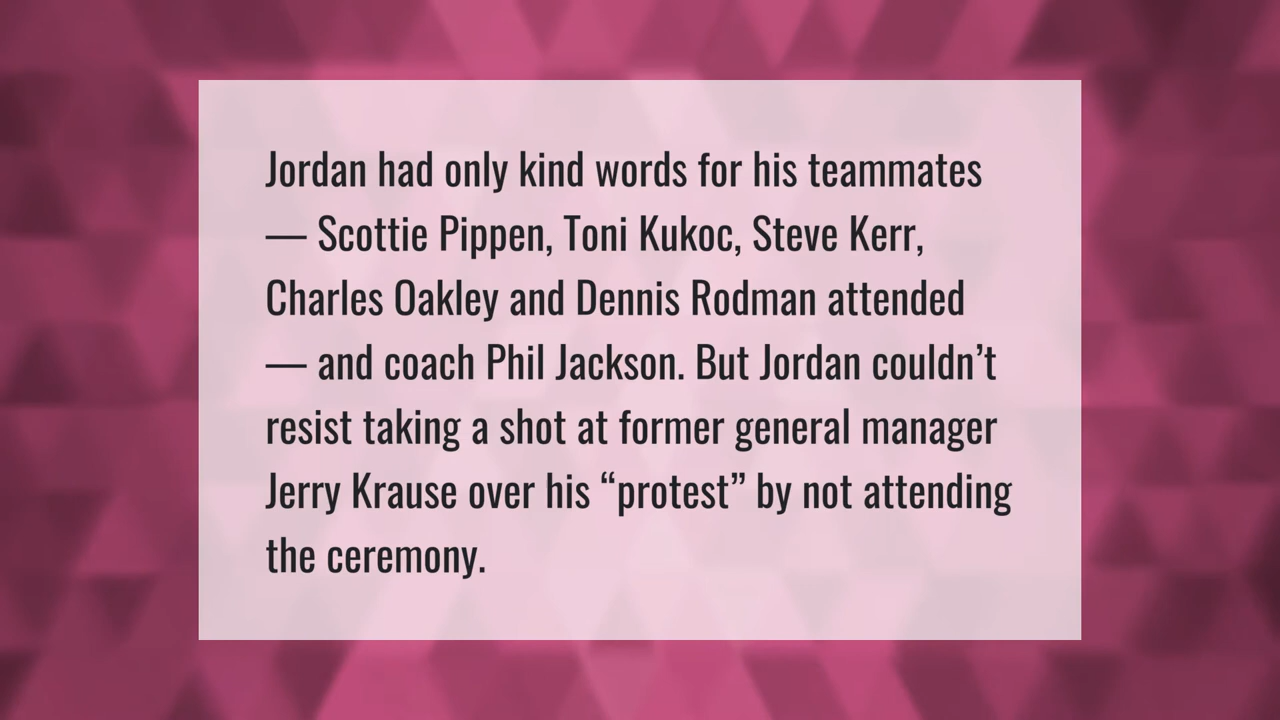 Jordan had only kind words for his teammates
— Scottie Pippen, Toni Kukoc, Steve Kerr,
Charles Oakley and Dennis Rodman attended
— and coach Phil Jackson. But Jordan couldn’t
resist taking a shot at former general manager
Jerry Krause over his “protest” by not attending
the ceremony.